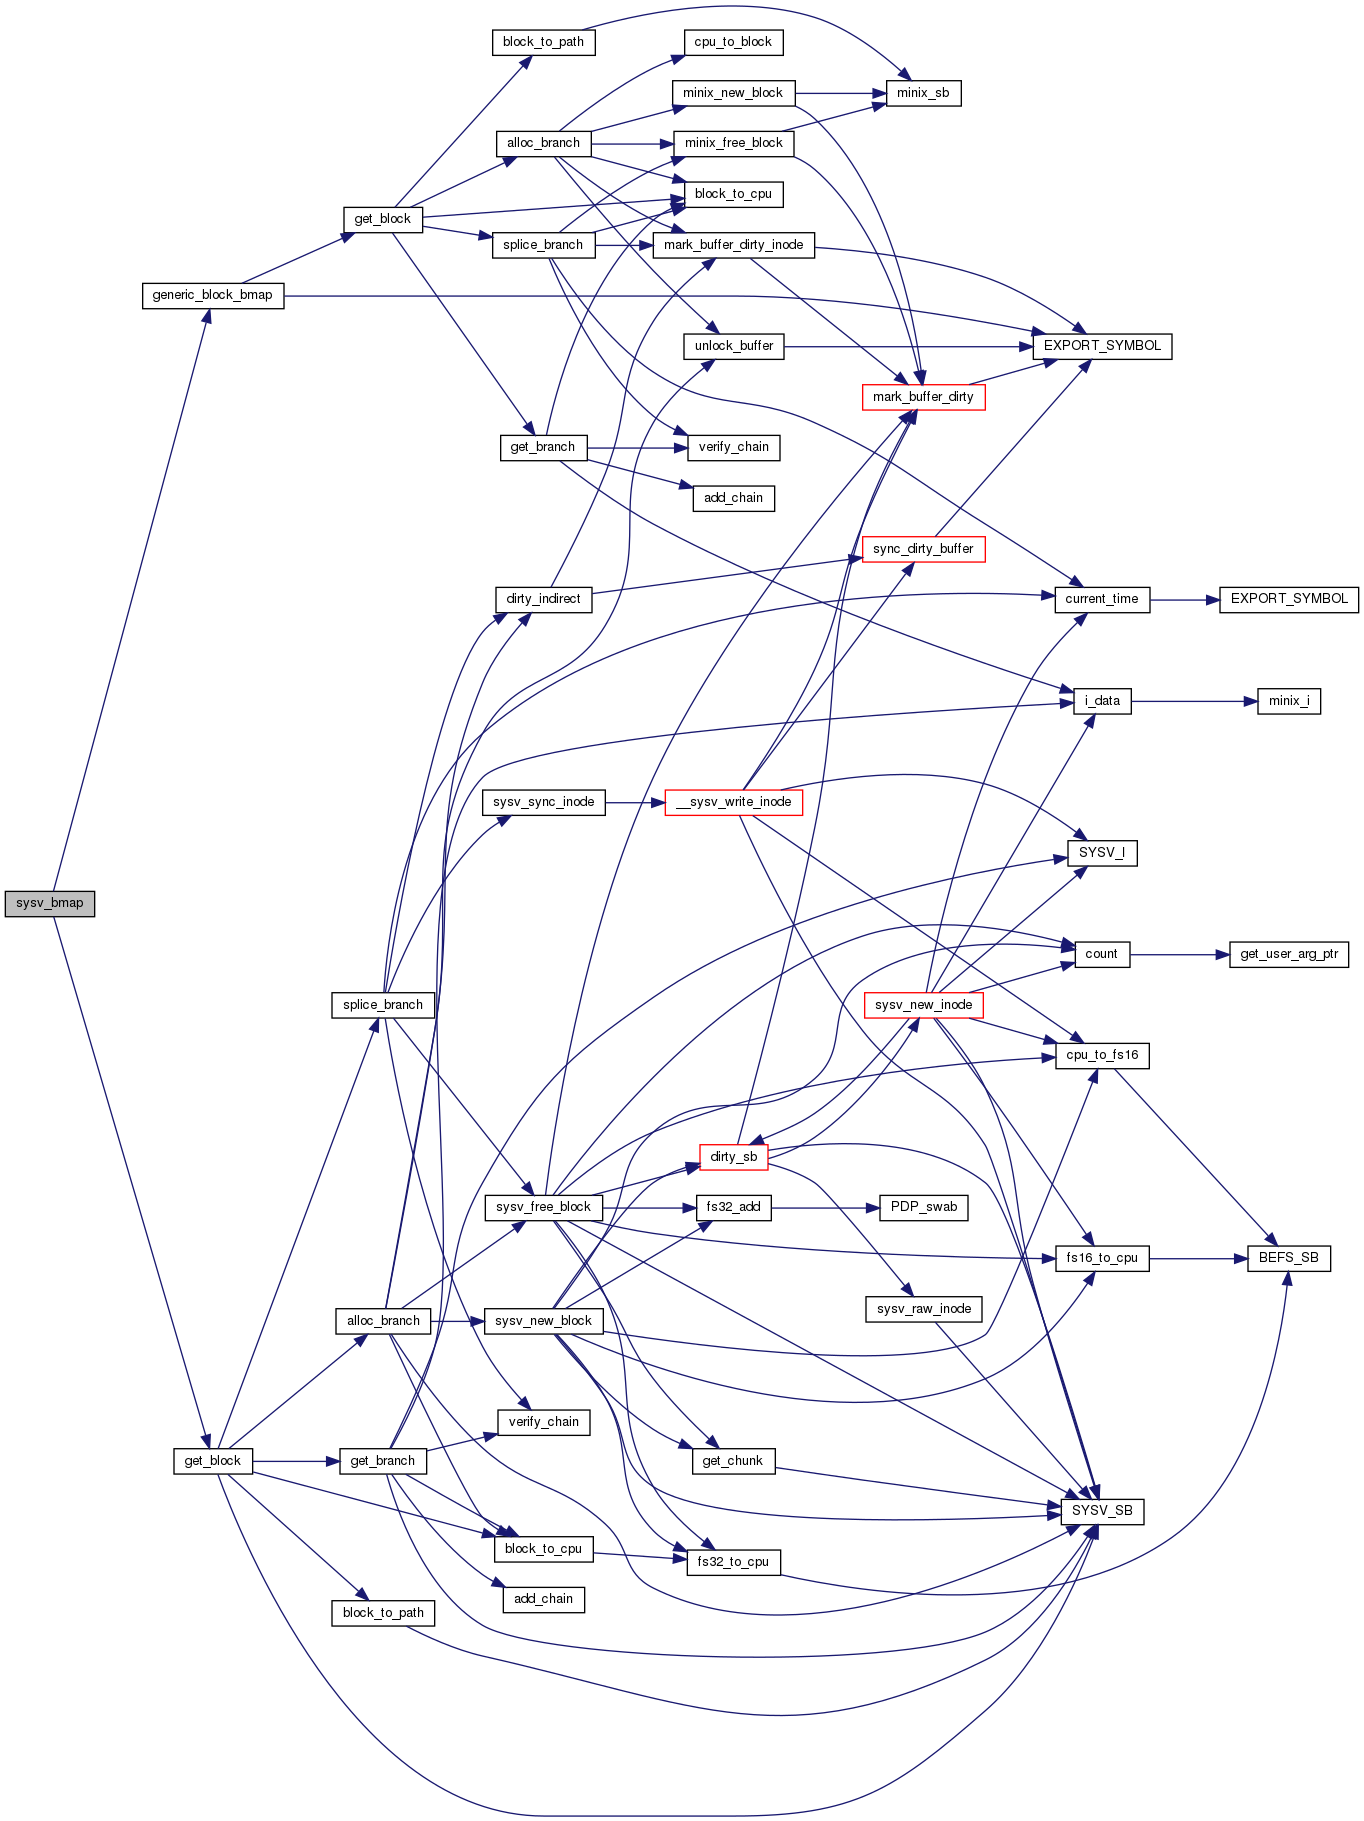 block_to_path
cpu_to_block
minix_new_block
minix_sb
alloc_branch
minix_free_block
block_to_cpu
get_block
splice_branch
mark_buffer_dirty_inode
generic_block_bmap
unlock_buffer
EXPORT_SYMBOL
mark_buffer_dirty
get_branch
verify_chain
add_chain
sync_dirty_buffer
dirty_indirect
current_time
EXPORT_SYMBOL
i_data
minix_i
sysv_sync_inode
__sysv_write_inode
SYSV_I
sysv_bmap
count
get_user_arg_ptr
splice_branch
sysv_new_inode
cpu_to_fs16
dirty_sb
sysv_free_block
fs32_add
PDP_swab
fs16_to_cpu
BEFS_SB
sysv_raw_inode
alloc_branch
sysv_new_block
verify_chain
get_block
get_branch
get_chunk
SYSV_SB
block_to_cpu
fs32_to_cpu
add_chain
block_to_path